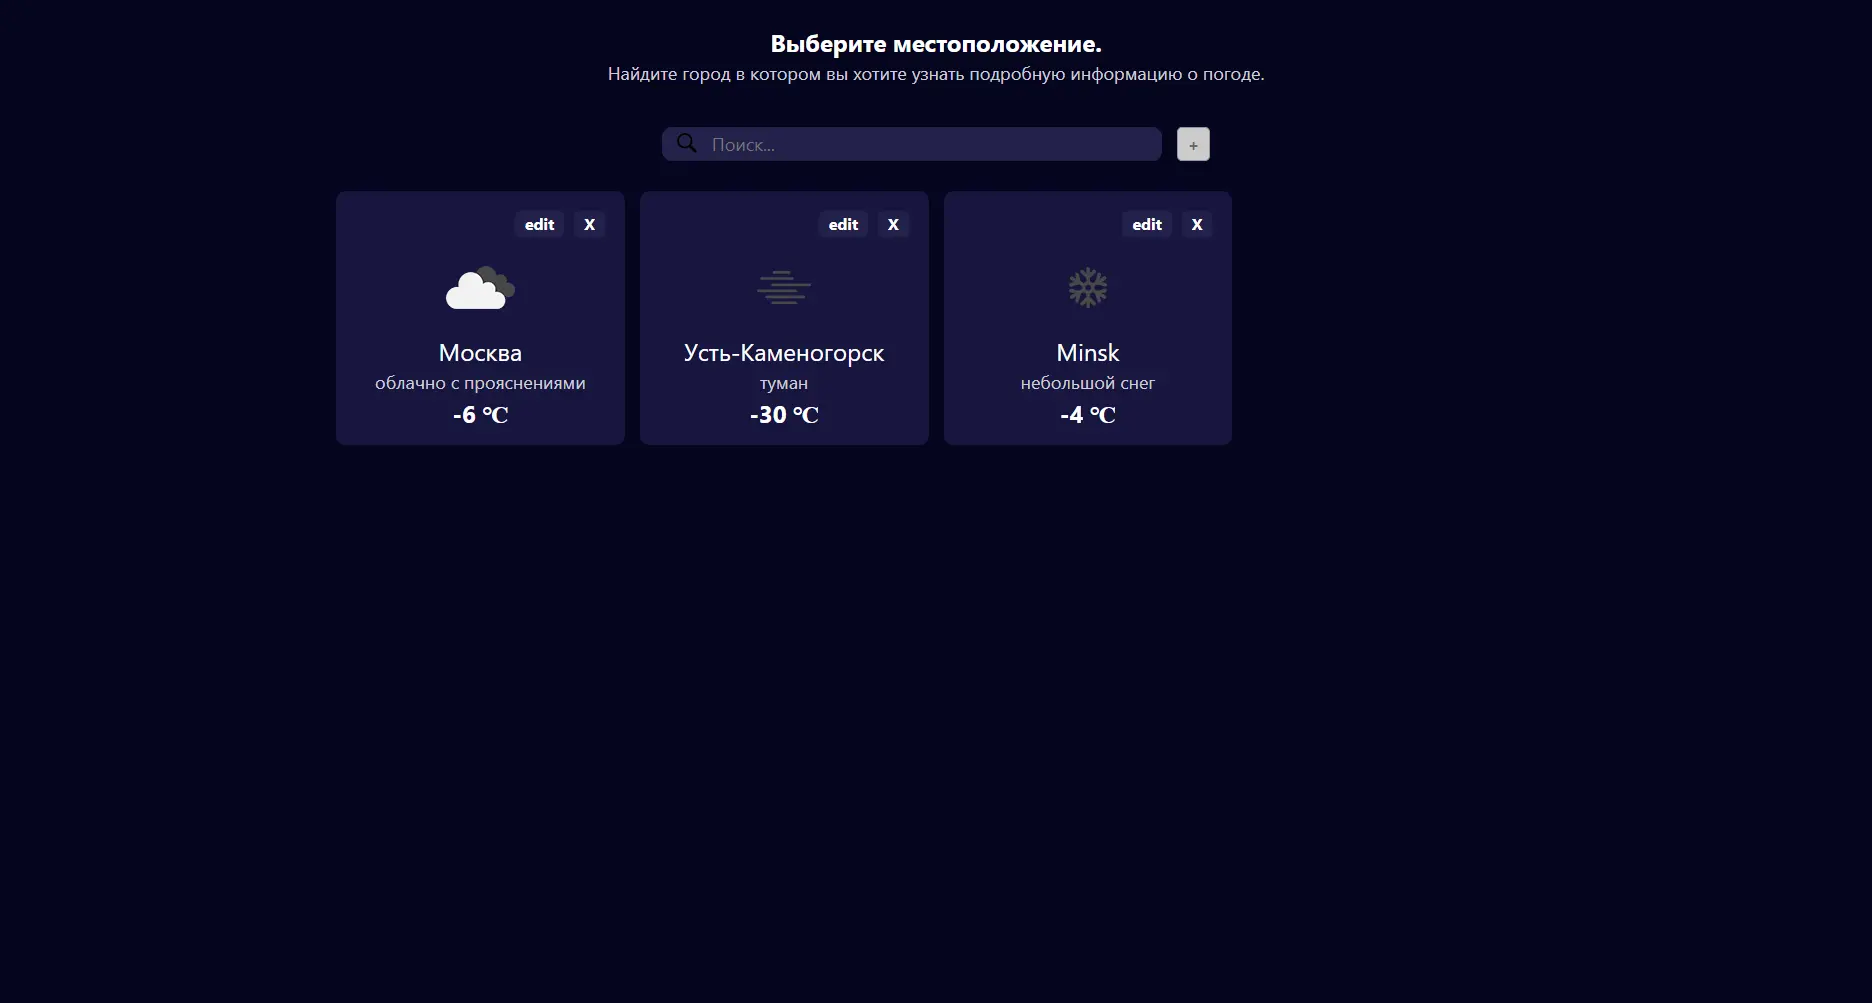 Выберите местоположение.
Найдите город в котором вы хотите узнать подробную информацию о погоде.
Поиск...
+
edit X
Москва
облачно с прояснениями
-6 ℃
edit X
Усть-Каменогорск
туман
-30 ℃
edit X
Minsk
небольшой снег
-4 ℃